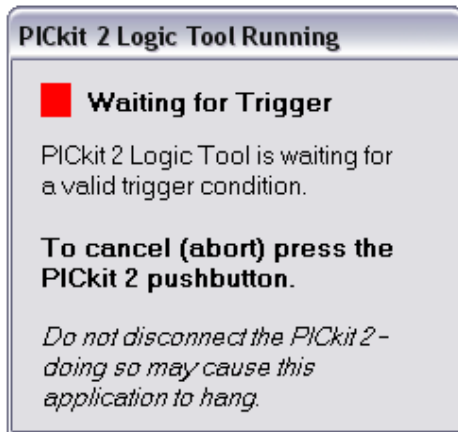 PICkit 2 Logic Tool Running
Waiting for Trigger
PICkit 2 Logic Tool is waiting for
a valid trigger condition.
To cancel (abort) press the
PICkit 2 pushbutton.
Do not disconnect the PICkit 2 -
doing so may cause this
application to hang.